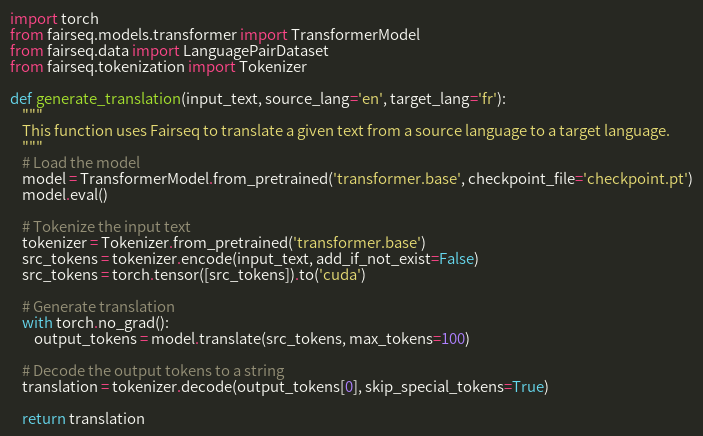 import torch
from fairseq.models.transformer import TransformerModel
from fairseq.data import LanguagePairDataset
from fairseq.tokenization import Tokenizer

def generate_translation(input_text, source_lang='en', target_lang='fr'):
    """
    This function uses Fairseq to translate a given text from a source language to a target language.
    """
    # Load the model
    model = TransformerModel.from_pretrained('transformer.base', checkpoint_file='checkpoint.pt')
    model.eval()

    # Tokenize the input text
    tokenizer = Tokenizer.from_pretrained('transformer.base')
    src_tokens = tokenizer.encode(input_text, add_if_not_exist=False)
    src_tokens = torch.tensor([src_tokens]).to('cuda')

    # Generate translation
    with torch.no_grad():
        output_tokens = model.translate(src_tokens, max_tokens=100)

    # Decode the output tokens to a string
    translation = tokenizer.decode(output_tokens[0], skip_special_tokens=True)

    return translation